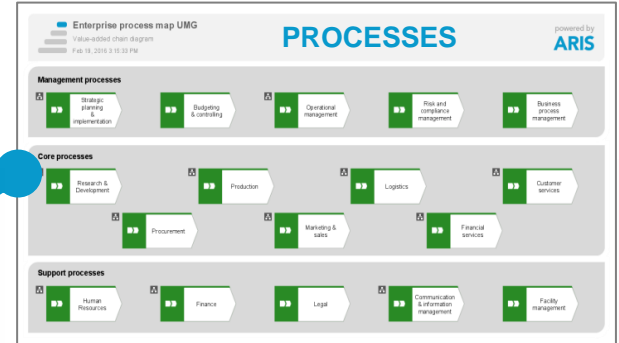 Enterprise process map UMG
Value-added chain diagram
Feb 19, 2016 3:15:33 PM
PROCESSES
powered by
ARIS
Management processes
Strategic
planning
&
implementation
Budgeting
& controlling
Operational
management
Risk and
compliance
management
Business
process
management
Core processes
Research &
Development
Production
Logistics
Customer
services
Procurement
Marketing &
sales
Financial
services
Support processes
Human
Resources
Finance
Legal
Communication
& information
management
Facility
management